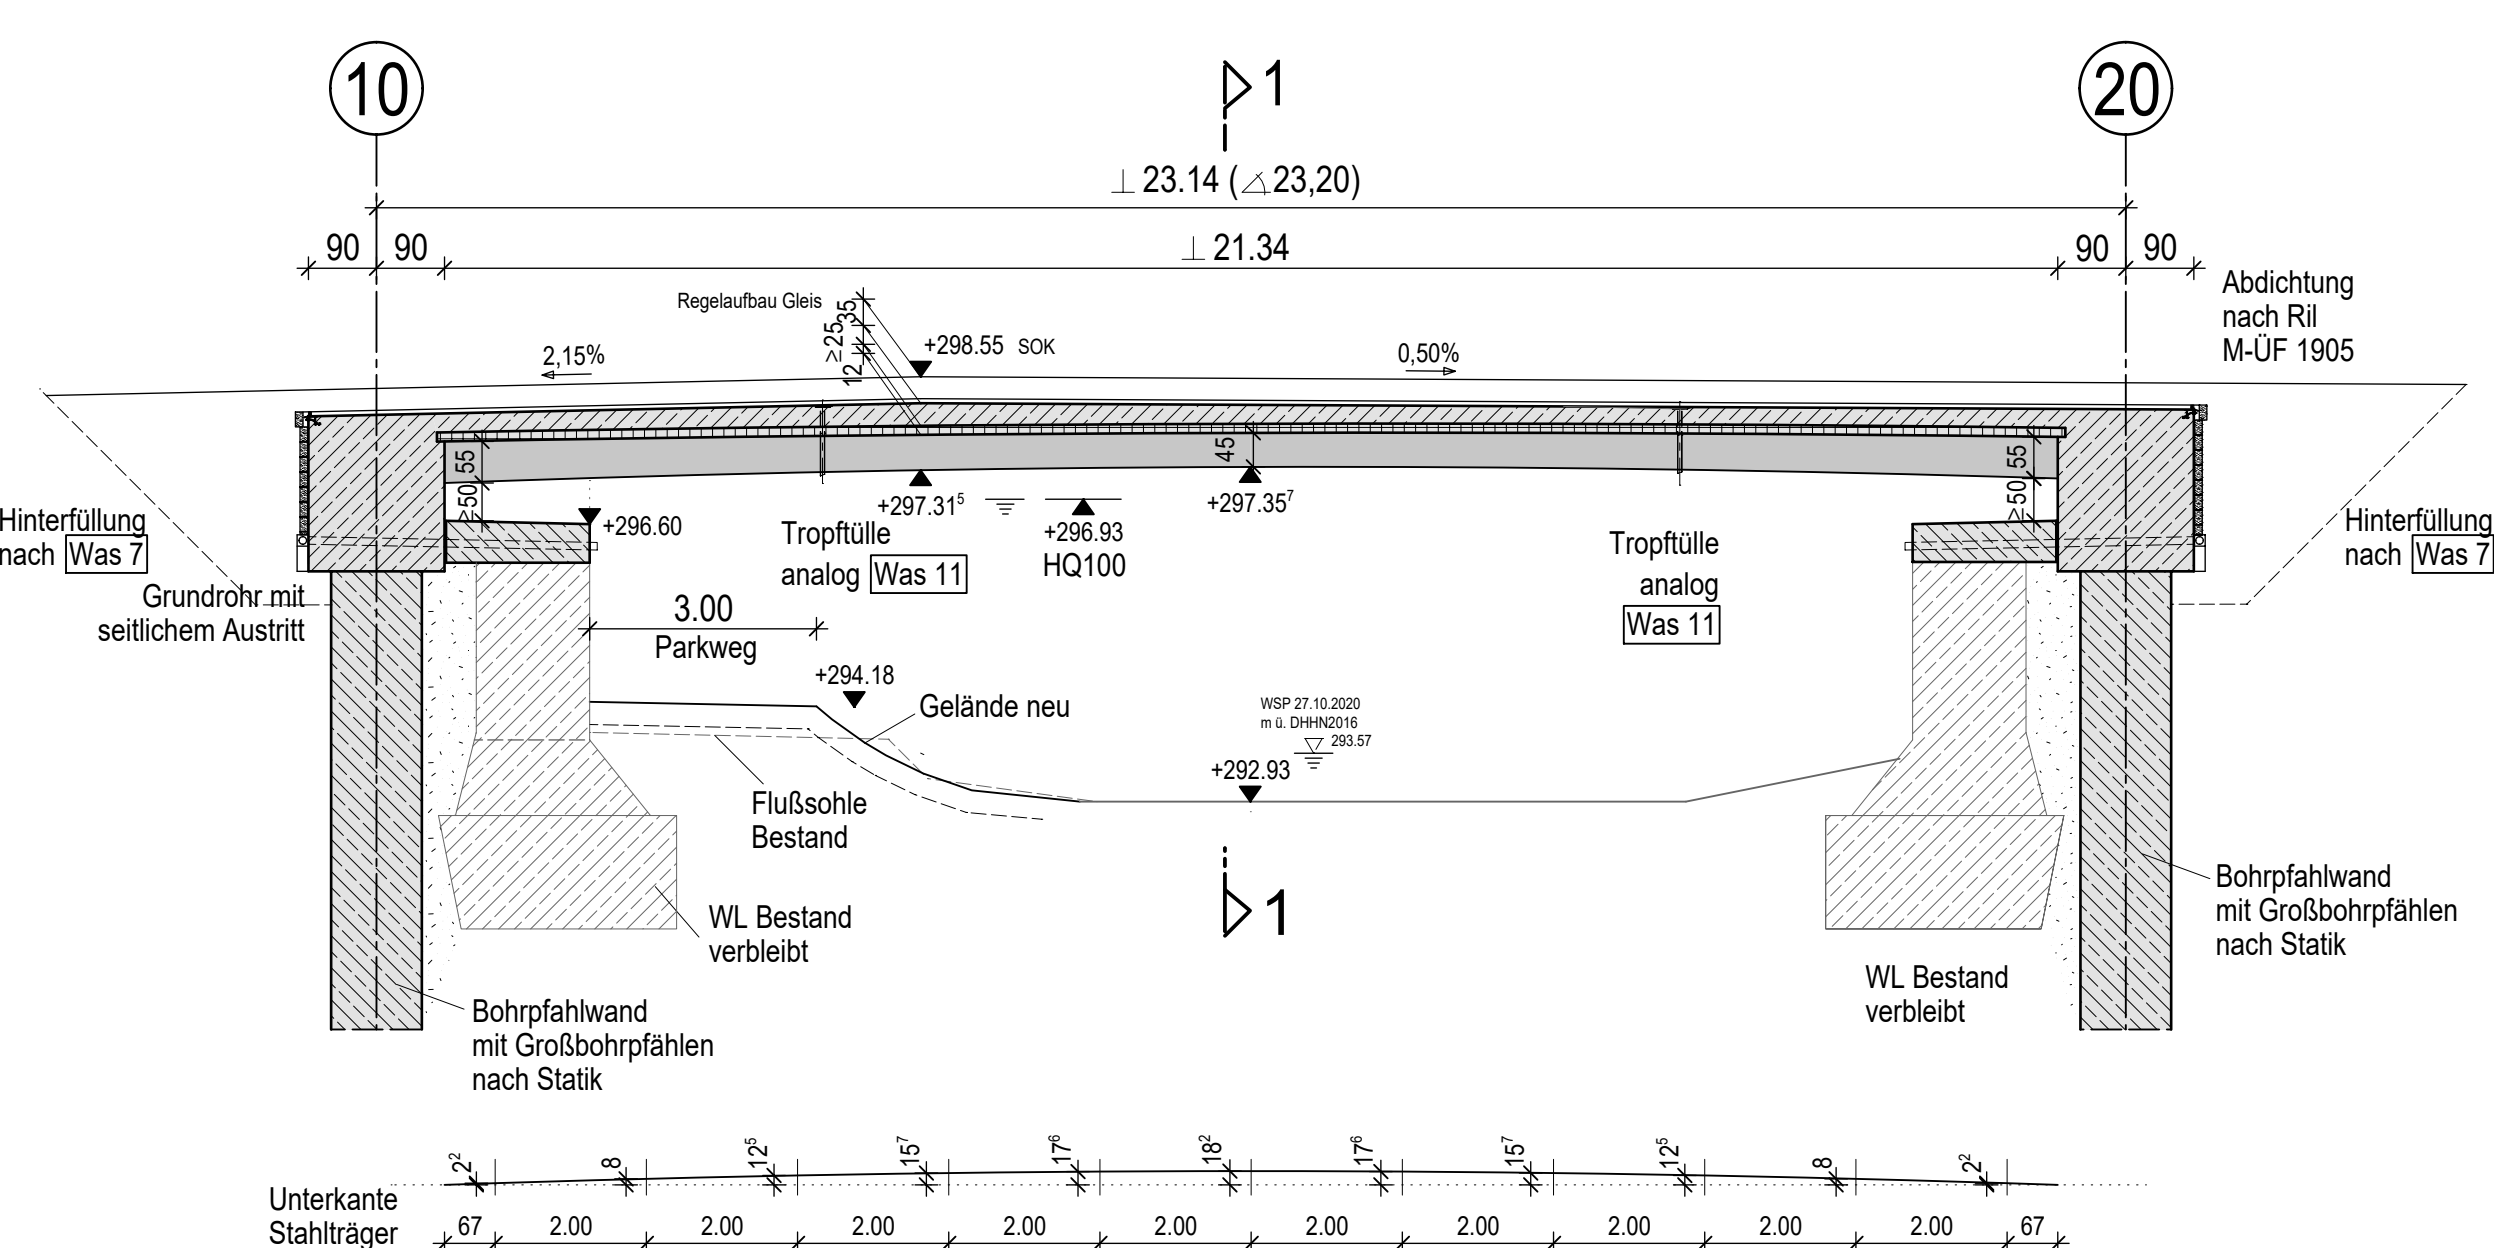 10
1
20
⊥ 23.14 (∡23,20)
90 90 ⊥ 21.34 90 90
Abdichtung
nach Ril
M-ÜF 1905
Regelaufbau Gleis
35
≥25
12
+298.55 SOK
2,15%
0,50%
55
≥50
45
55
≥50
+297.31⁵
+297.35⁷
+296.60
+296.93
HQ100
Tropftülle
analog Was 11
Tropftülle
analog
Was 11
Hinterfüllung
nach Was 7
Hinterfüllung
nach Was 7
Grundrohr mit
seitlichem Austritt
3.00
Parkweg
+294.18
Gelände neu
WSP 27.10.2020
m ü. DHHN2016
293.57
+292.93
Flußsohle
Bestand
WL Bestand
verbleibt
1
Bohrpfahlwand
mit Großbohrpfählen
nach Statik
WL Bestand
verbleibt
Bohrpfahlwand
mit Großbohrpfählen
nach Statik
2² 8 12⁵ 15⁷ 17⁶ 18² 17⁶ 15⁷ 12⁵ 8 2²
Unterkante
Stahlträger
67 2.00 2.00 2.00 2.00 2.00 2.00 2.00 2.00 2.00 2.00 67